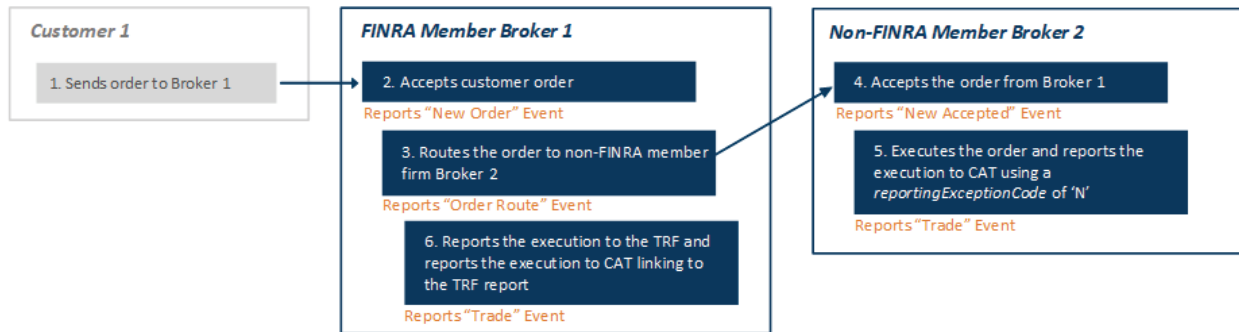 Customer 1
1. Sends order to Broker 1
FINRA Member Broker 1
2. Accepts customer order
Reports “New Order” Event
3. Routes the order to non-FINRA member
firm Broker 2
Reports “Order Route” Event
6. Reports the execution to the TRF and
reports the execution to CAT linking to
the TRF report
Reports “Trade” Event
Non-FINRA Member Broker 2
4. Accepts the order from Broker 1
Reports “New Accepted” Event
5. Executes the order and reports the
execution to CAT using a
reportingExceptionCode of ‘N’
Reports “Trade” Event